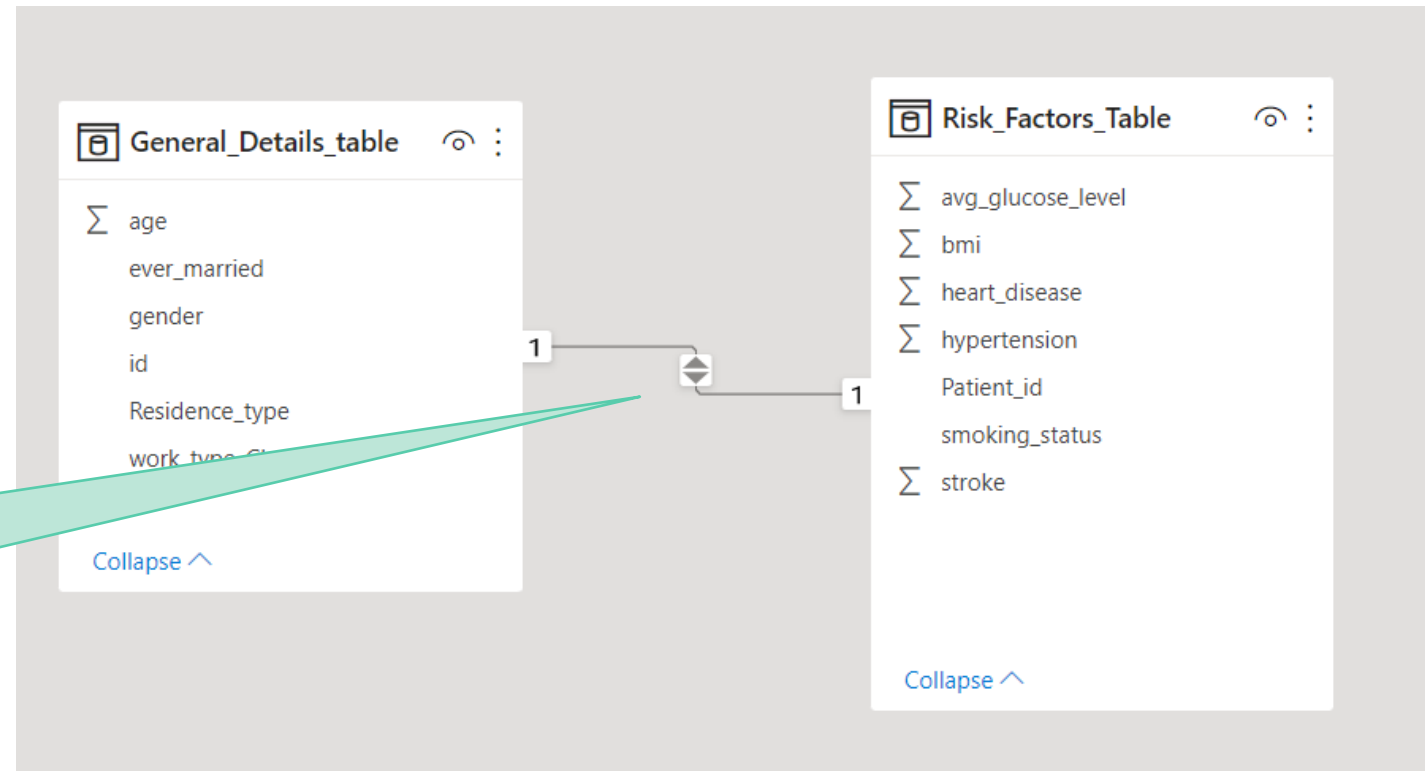 General_Details_table
Σ age
ever_married
gender
id
Residence_type
Collapse
1
1
Risk_Factors_Table
Σ avg_glucose_level
Σ bmi
Σ heart_disease
Σ hypertension
Patient_id
smoking_status
Σ stroke
Collapse